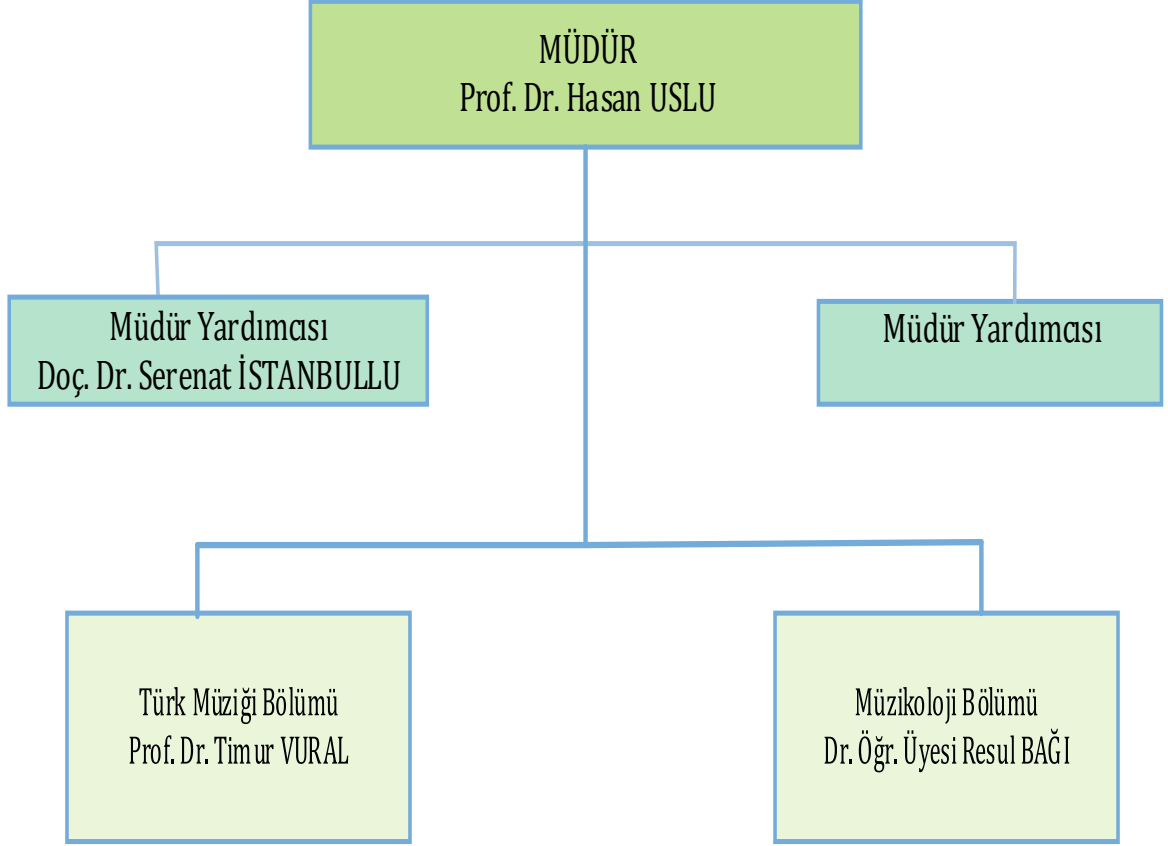 MÜDÜR
Prof. Dr. Hasan USLU
Müdür Yardımcısı
Doç. Dr. Serenat İSTANBULLU
Müdür Yardımcısı
Türk Müziği Bölümü
Prof. Dr. Timur VURAL
Müzikoloji Bölümü
Dr. Öğr. Üyesi Resul BAĞI